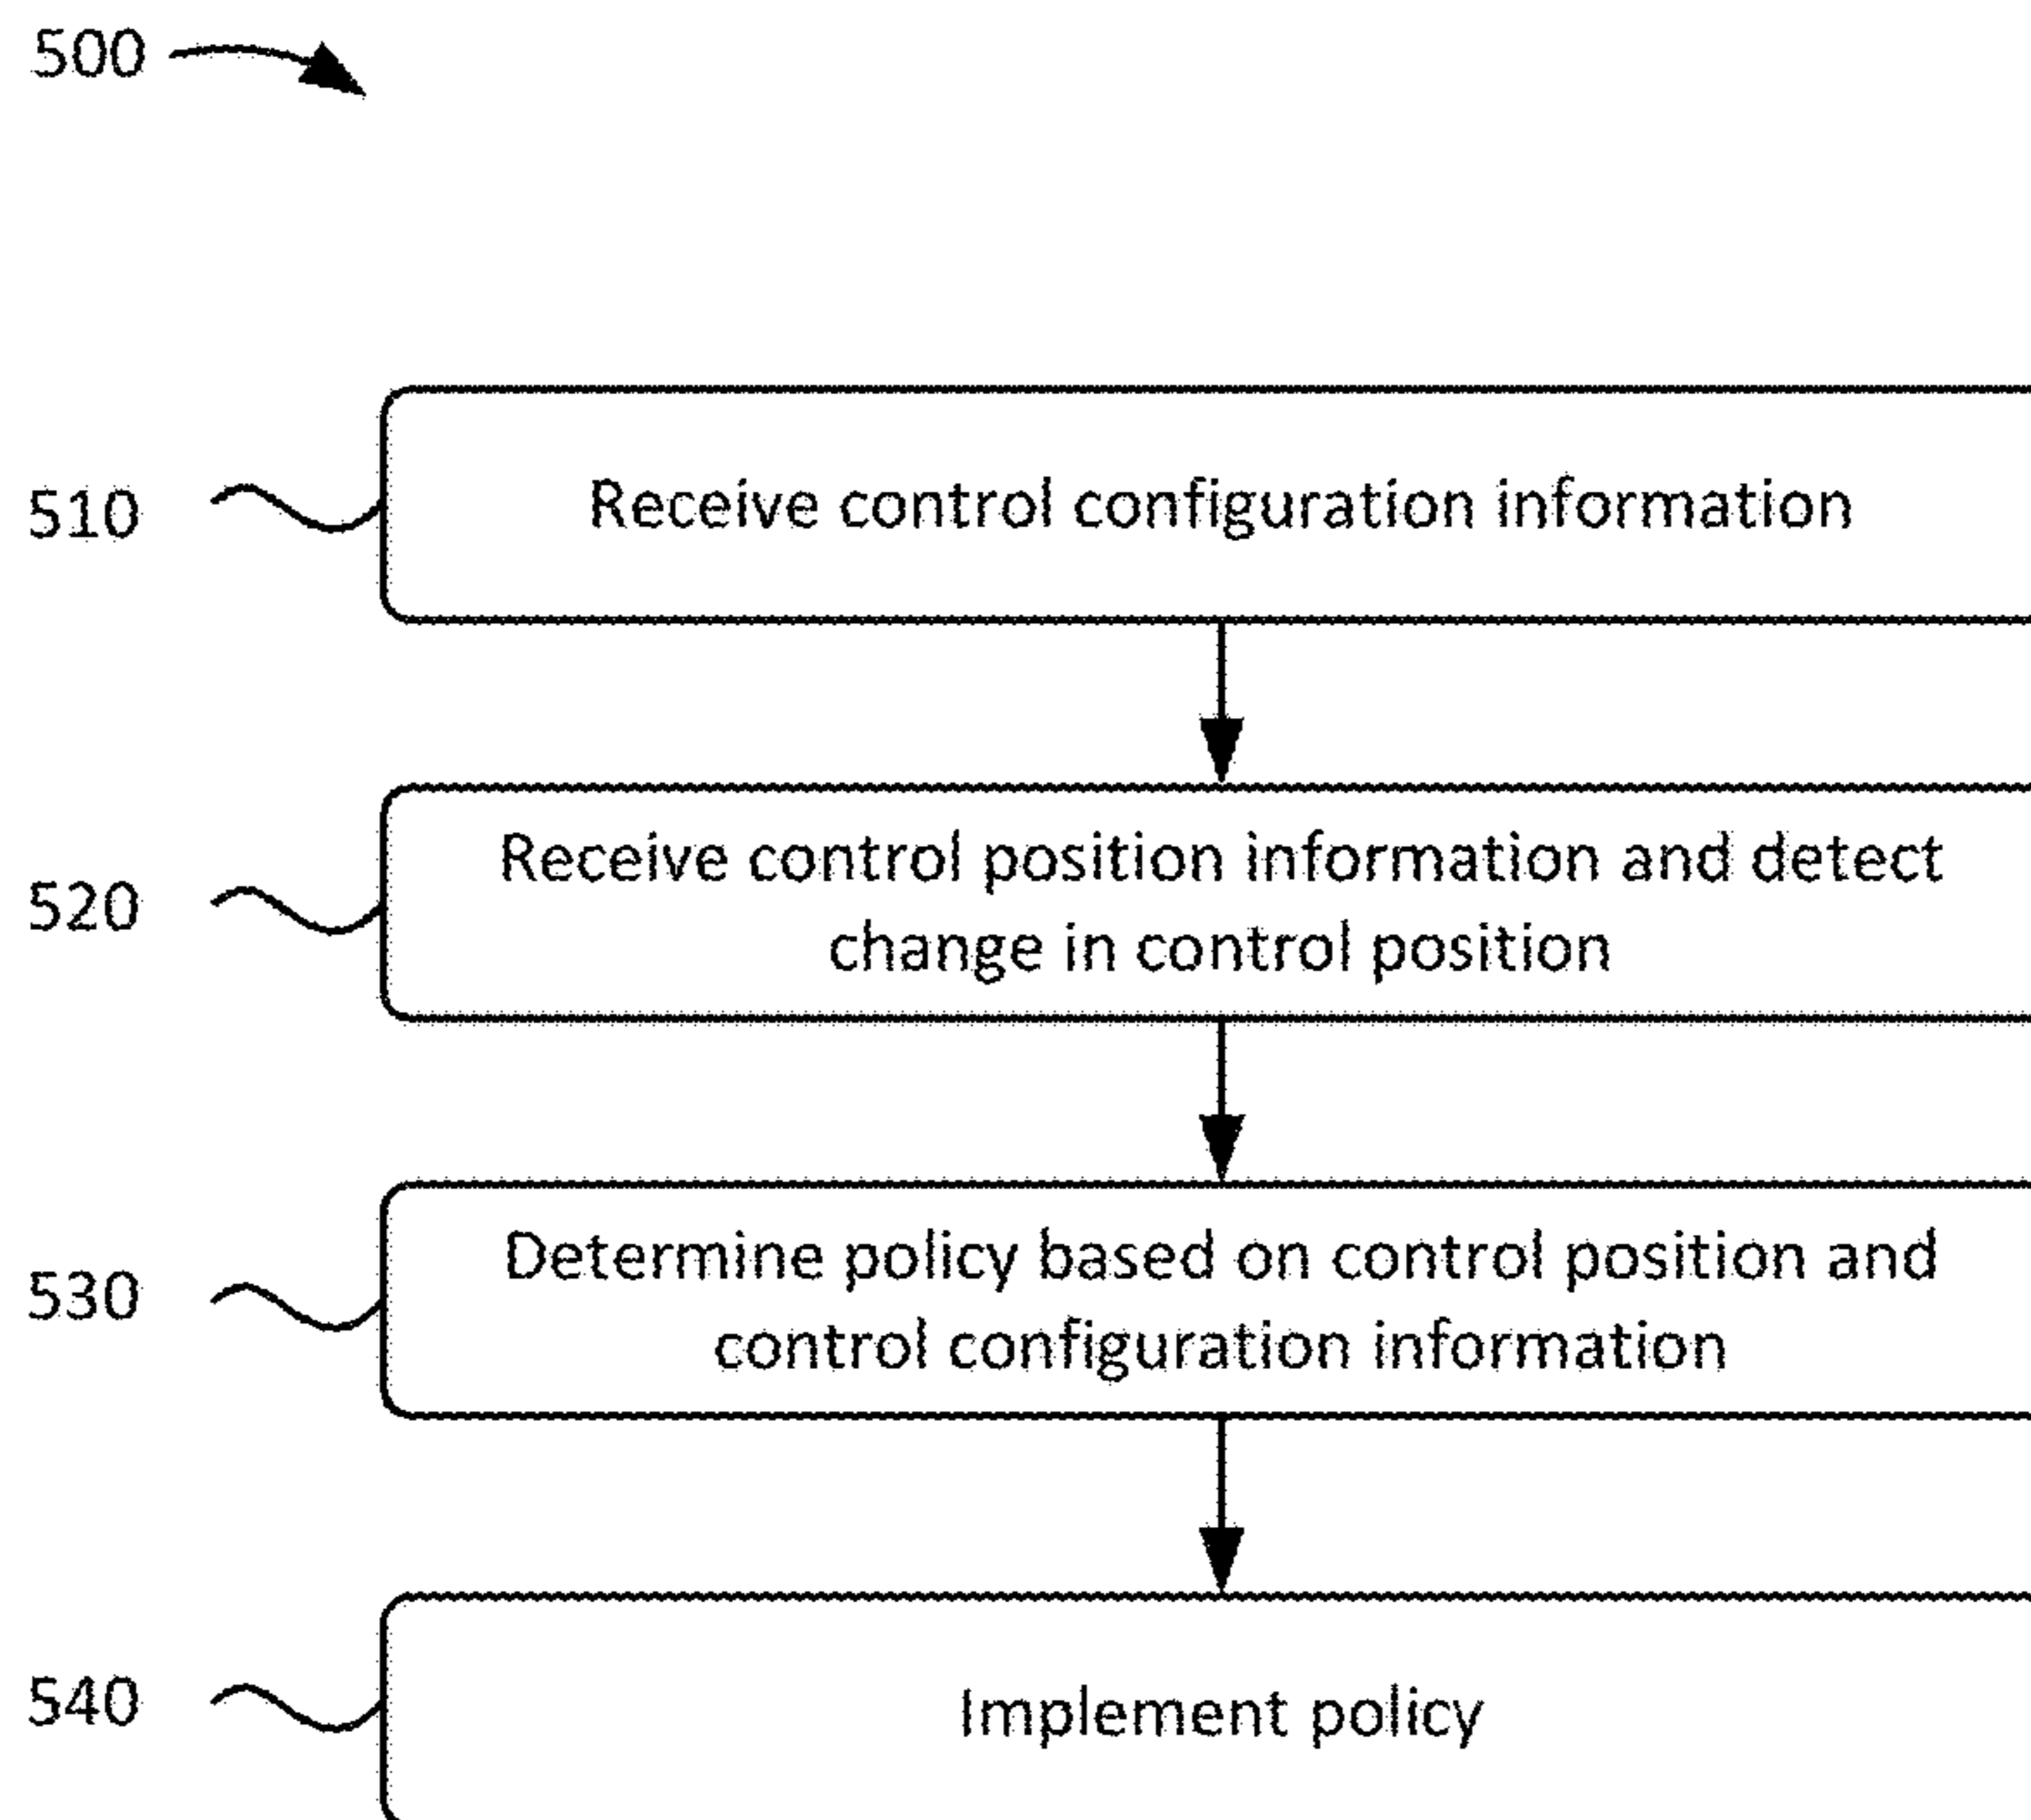 500
510
Receive control configuration information
520
Receive control position information and detect
change in control position
530
Determine policy based on control position and
control configuration information
540
Implement policy